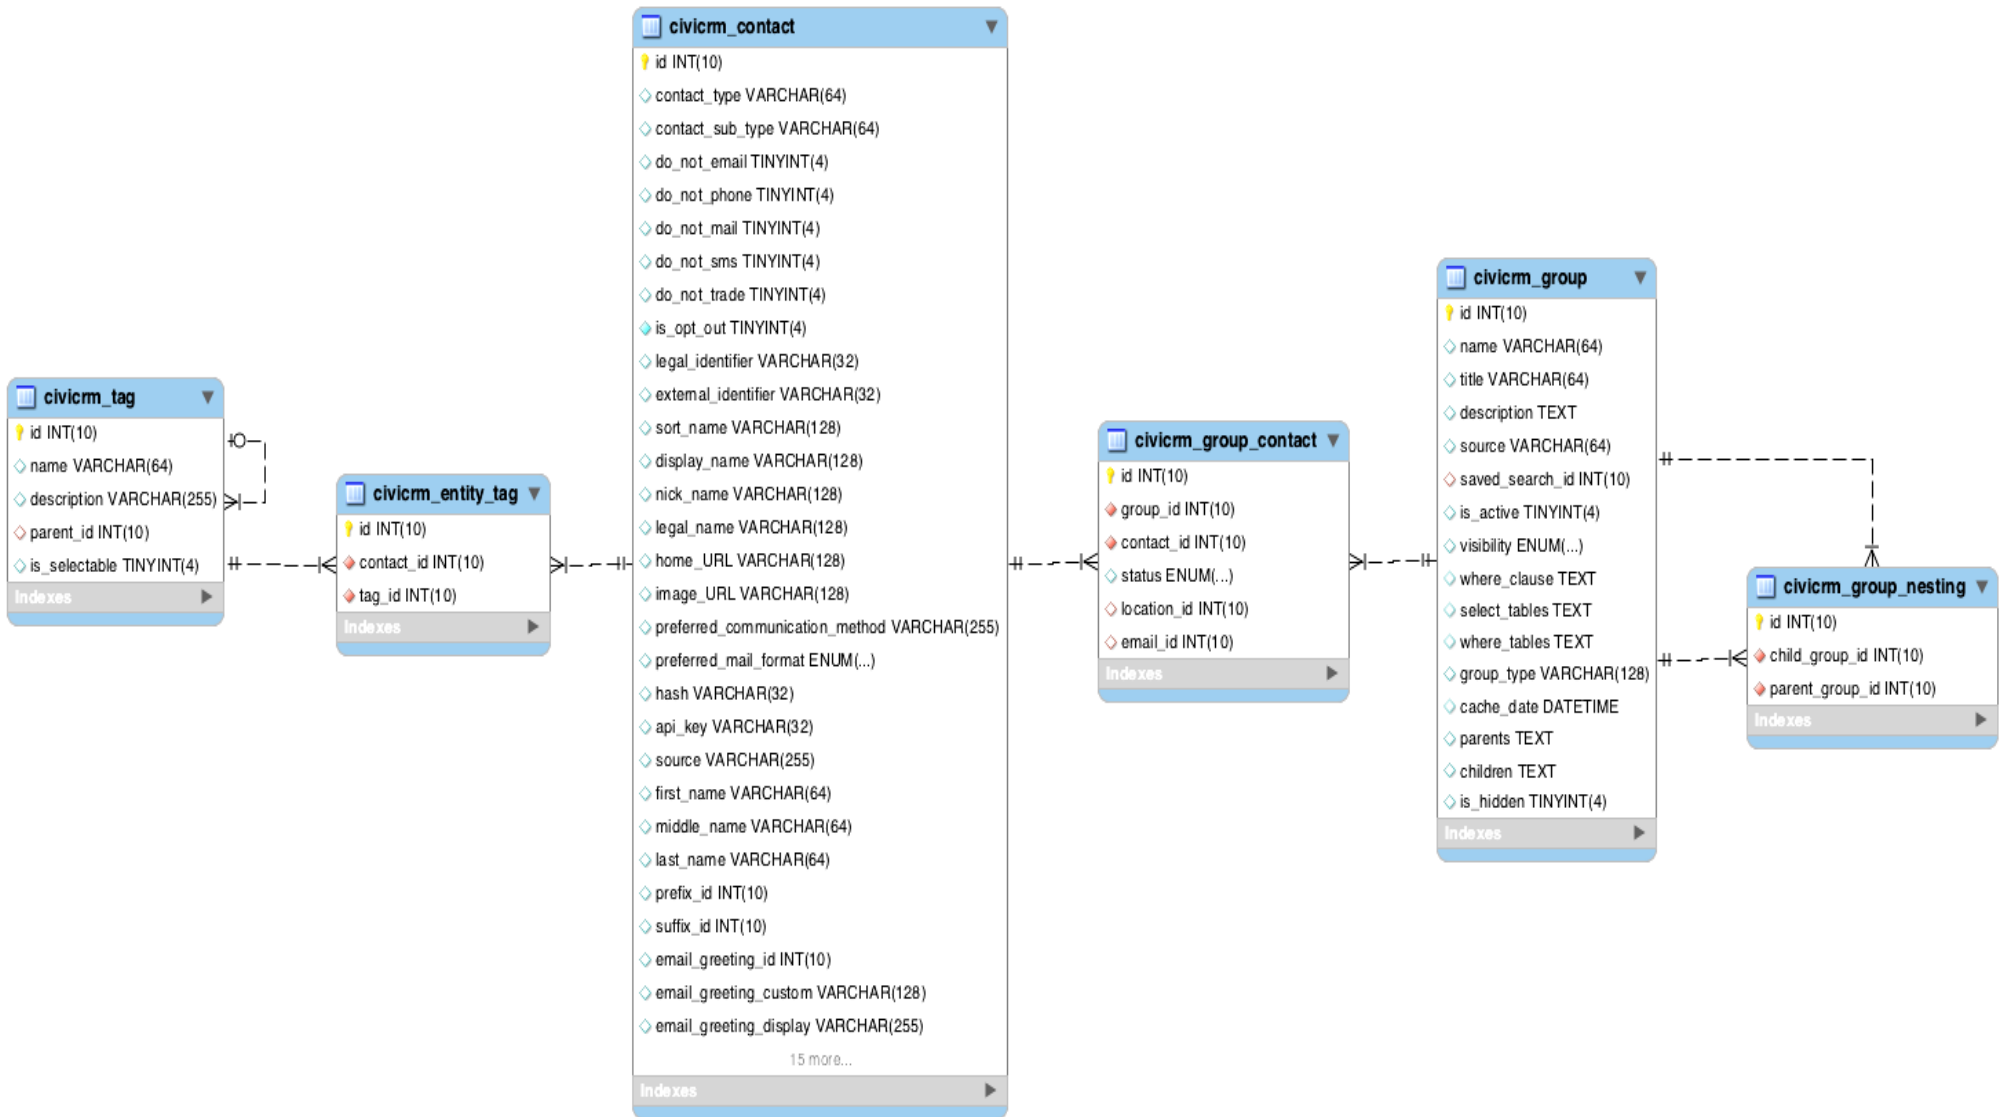 civicrm_tag
id INT(10)
name VARCHAR(64)
description VARCHAR(255)
parent_id INT(10)
is_selectable TINYINT(4)
Indexes
civicrm_entity_tag
id INT(10)
contact_id INT(10)
tag_id INT(10)
Indexes
civicrm_contact
id INT(10)
contact_type VARCHAR(64)
contact_sub_type VARCHAR(64)
do_not_email TINYINT(4)
do_not_phone TINYINT(4)
do_not_mail TINYINT(4)
do_not_sms TINYINT(4)
do_not_trade TINYINT(4)
is_opt_out TINYINT(4)
legal_identifier VARCHAR(32)
external_identifier VARCHAR(32)
sort_name VARCHAR(128)
display_name VARCHAR(128)
nick_name VARCHAR(128)
legal_name VARCHAR(128)
home_URL VARCHAR(128)
image_URL VARCHAR(128)
preferred_communication_method VARCHAR(255)
preferred_mail_format ENUM(...)
hash VARCHAR(32)
api_key VARCHAR(32)
source VARCHAR(255)
first_name VARCHAR(64)
middle_name VARCHAR(64)
last_name VARCHAR(64)
prefix_id INT(10)
suffix_id INT(10)
email_greeting_id INT(10)
email_greeting_custom VARCHAR(128)
email_greeting_display VARCHAR(255)
15 more...
Indexes
civicrm_group_contact
id INT(10)
group_id INT(10)
contact_id INT(10)
status ENUM(...)
location_id INT(10)
email_id INT(10)
Indexes
civicrm_group
id INT(10)
name VARCHAR(64)
title VARCHAR(64)
description TEXT
source VARCHAR(64)
saved_search_id INT(10)
is_active TINYINT(4)
visibility ENUM(...)
where_clause TEXT
select_tables TEXT
where_tables TEXT
group_type VARCHAR(128)
cache_date DATETIME
parents TEXT
children TEXT
is_hidden TINYINT(4)
Indexes
civicrm_group_nesting
id INT(10)
child_group_id INT(10)
parent_group_id INT(10)
Indexes